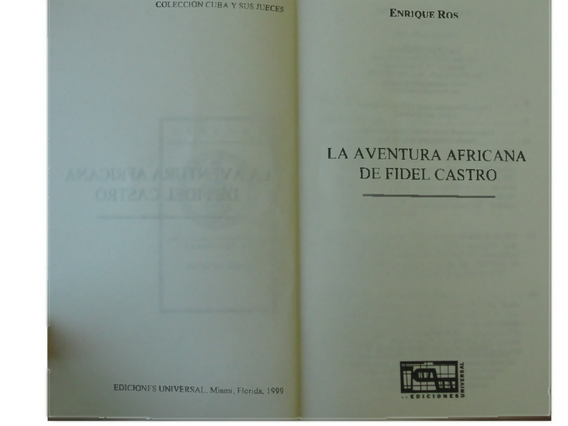 COLECCIÓN CUBA Y SUS JUECES
EDICIONES UNIVERSAL, Miami, Florida, 1999
ENRIQUE ROS
LA AVENTURA AFRICANA
DE FIDEL CASTRO
EDICIONES
UNIVERSAL